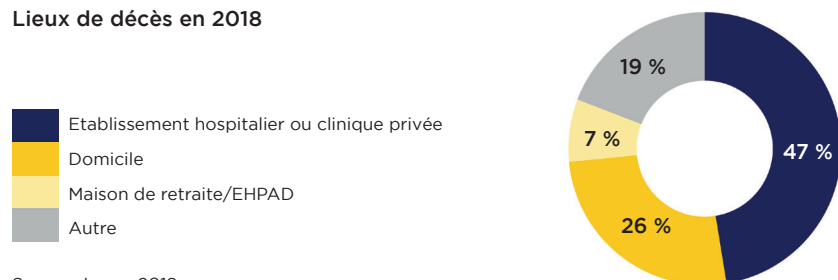 Lieux de décès en 2018
Etablissement hospitalier ou clinique privée
Domicile
Maison de retraite/EHPAD
Autre
19 %
7 %
47 %
26 %